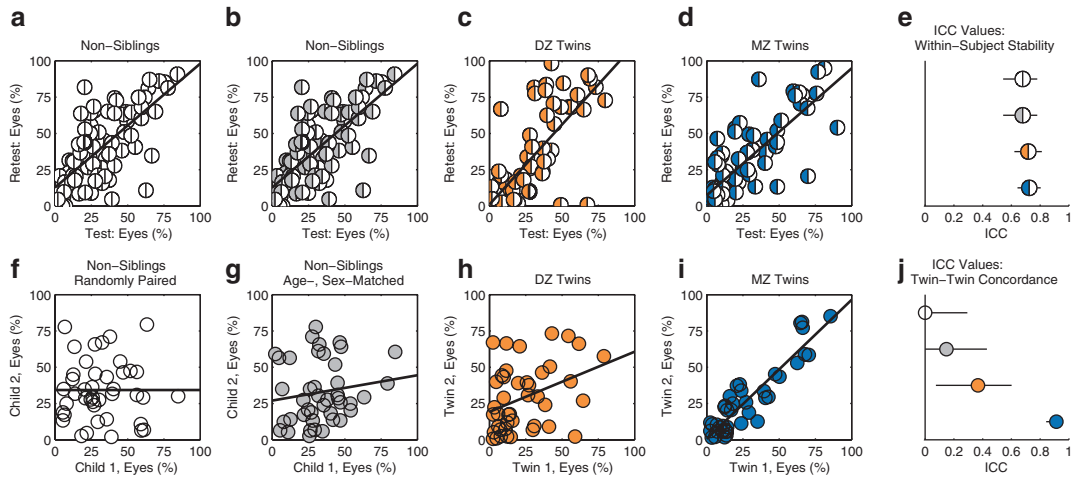 a
Non–Siblings
Retest: Eyes (%)
100
75
50
25
0
0 25 50 75 100
Test: Eyes (%)
b
Non–Siblings
Retest: Eyes (%)
100
75
50
25
0
0 25 50 75 100
Test: Eyes (%)
c
DZ Twins
Retest: Eyes (%)
100
75
50
25
0
0 25 50 75 100
Test: Eyes (%)
d
MZ Twins
Retest: Eyes (%)
100
75
50
25
0
0 25 50 75 100
Test: Eyes (%)
e
ICC Values:
Within–Subject Stability
0 0.2 0.4 0.6 0.8 1
ICC
f
Non–Siblings
Randomly Paired
Child 2, Eyes (%)
100
75
50
25
0
0 25 50 75 100
Child 1, Eyes (%)
g
Non–Siblings
Age–, Sex–Matched
Child 2, Eyes (%)
100
75
50
25
0
0 25 50 75 100
Child 1, Eyes (%)
h
DZ Twins
Twin 2, Eyes (%)
100
75
50
25
0
0 25 50 75 100
Twin 1, Eyes (%)
i
MZ Twins
Twin 2, Eyes (%)
100
75
50
25
0
0 25 50 75 100
Twin 1, Eyes (%)
j
ICC Values:
Twin–Twin Concordance
0 0.2 0.4 0.6 0.8 1
ICC